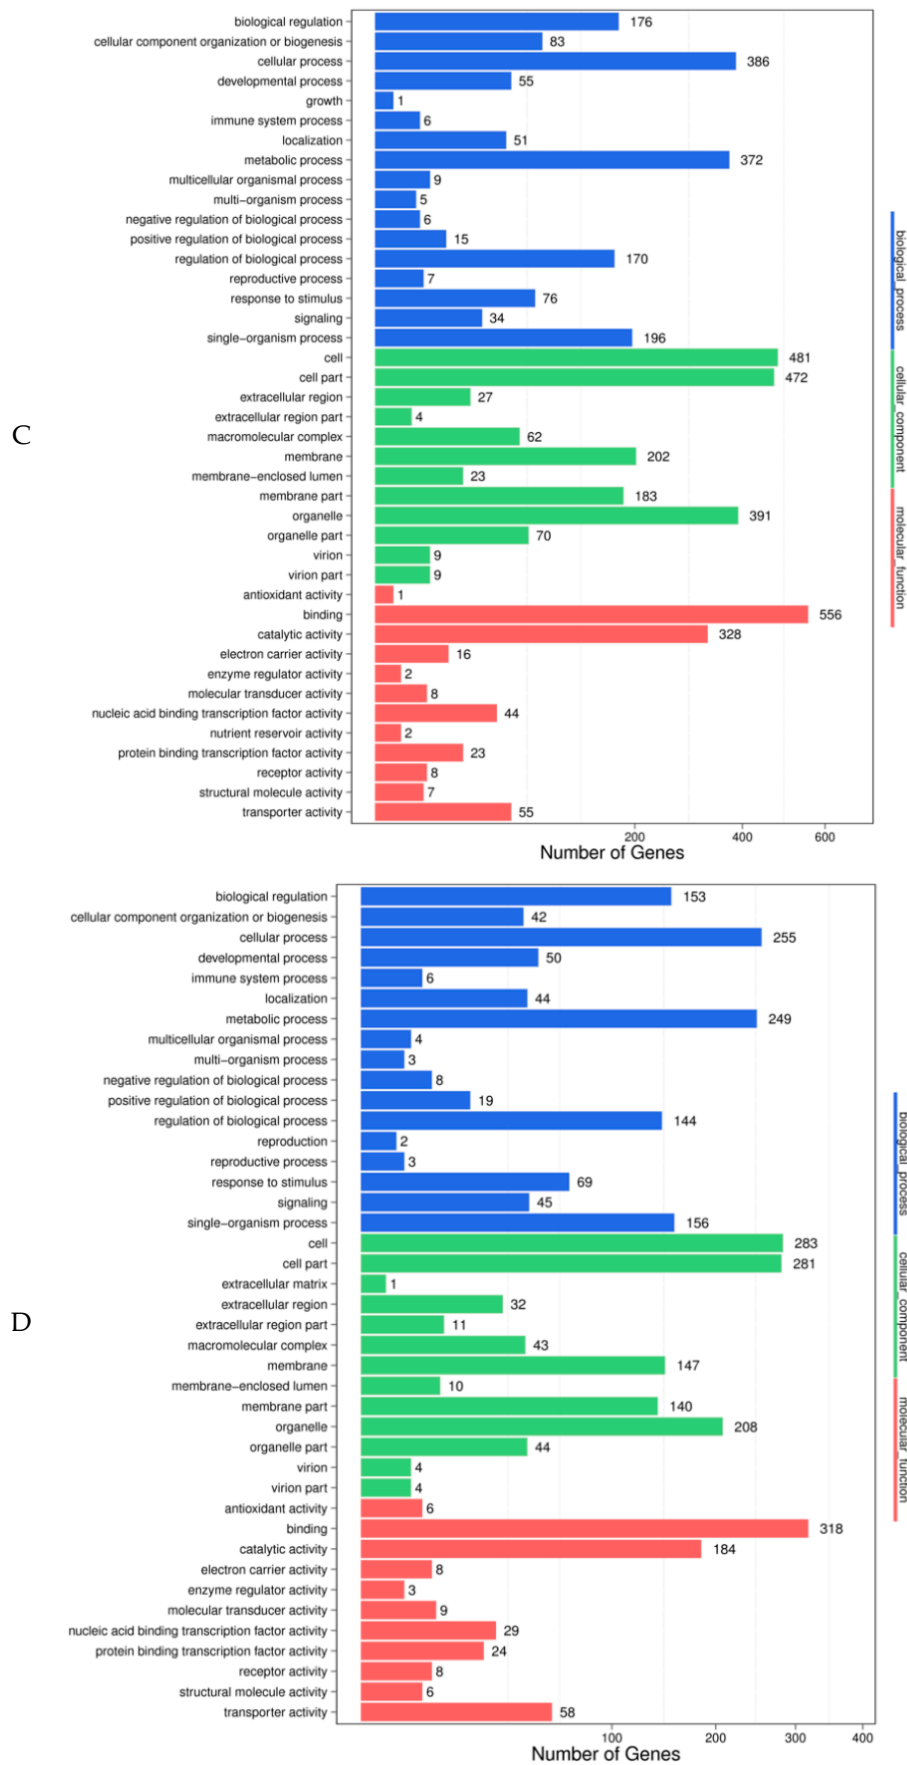 biological regulation 176
cellular component organization or biogenesis 83
cellular process 386
developmental process 55
growth 1
immune system process 6
localization 51
metabolic process 372
multicellular organismal process 9
multi−organism process 5
negative regulation of biological process 6
positive regulation of biological process 15
regulation of biological process 170
reproductive process 7
response to stimulus 76
signaling 34
single−organism process 196
cell 481
cell part 472
extracellular region 27
extracellular region part 4
macromolecular complex 62
membrane 202
membrane−enclosed lumen 23
membrane part 183
organelle 391
organelle part 70
virion 9
virion part 9
antioxidant activity 1
binding 556
catalytic activity 328
electron carrier activity 16
enzyme regulator activity 2
molecular transducer activity 8
nucleic acid binding transcription factor activity 44
nutrient reservoir activity 2
protein binding transcription factor activity 23
receptor activity 8
structural molecule activity 7
transporter activity 55
200 400 600
Number of Genes
biological_process
cellular_component
molecular_function
C
biological regulation 153
cellular component organization or biogenesis 42
cellular process 255
developmental process 50
immune system process 6
localization 44
metabolic process 249
multicellular organismal process 4
multi−organism process 3
negative regulation of biological process 8
positive regulation of biological process 19
regulation of biological process 144
reproduction 2
reproductive process 3
response to stimulus 69
signaling 45
single−organism process 156
cell 283
cell part 281
extracellular matrix 1
extracellular region 32
extracellular region part 11
macromolecular complex 43
membrane 147
membrane−enclosed lumen 10
membrane part 140
organelle 208
organelle part 44
virion 4
virion part 4
antioxidant activity 6
binding 318
catalytic activity 184
electron carrier activity 8
enzyme regulator activity 3
molecular transducer activity 9
nucleic acid binding transcription factor activity 29
protein binding transcription factor activity 24
receptor activity 8
structural molecule activity 6
transporter activity 58
100 200 300 400
Number of Genes
biological_process
cellular_component
molecular_function
D